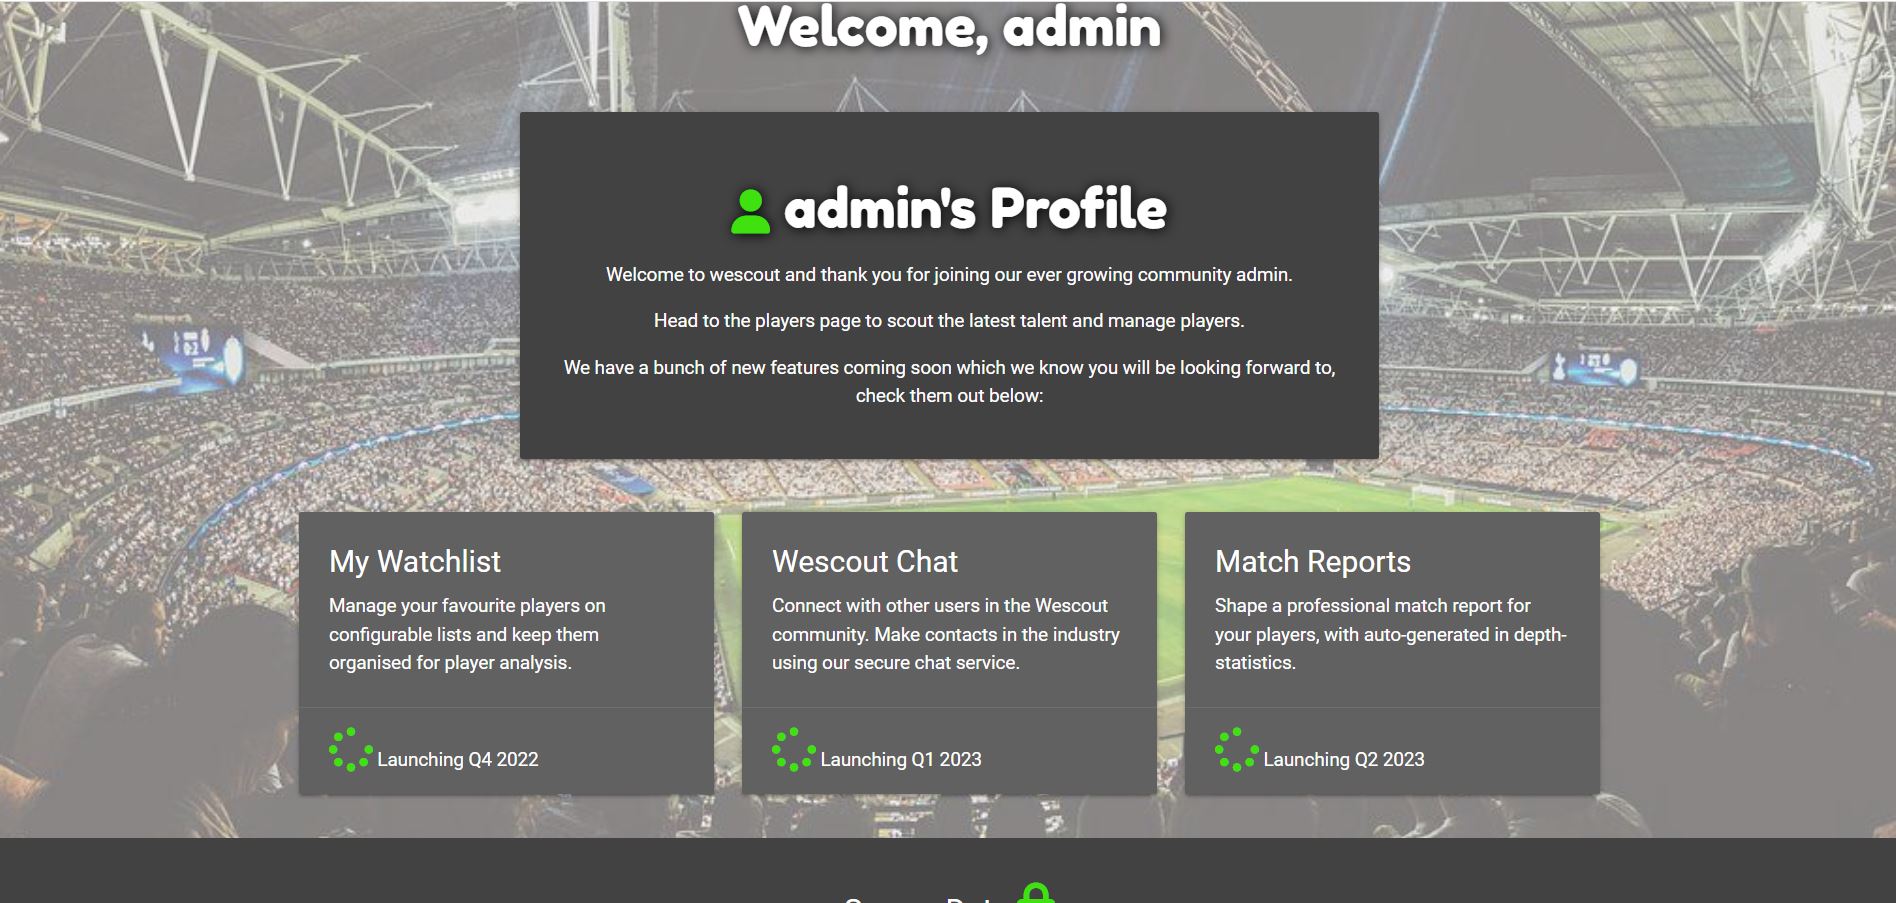 Welcome, admin
admin's Profile
Welcome to wescout and thank you for joining our ever growing community admin.
Head to the players page to scout the latest talent and manage players.
We have a bunch of new features coming soon which we know you will be looking forward to,
check them out below:
My Watchlist
Manage your favourite players on
configurable lists and keep them
organised for player analysis.
Launching Q4 2022
Wescout Chat
Connect with other users in the Wescout
community. Make contacts in the industry
using our secure chat service.
Launching Q1 2023
Match Reports
Shape a professional match report for
your players, with auto-generated in depth-
statistics.
Launching Q2 2023